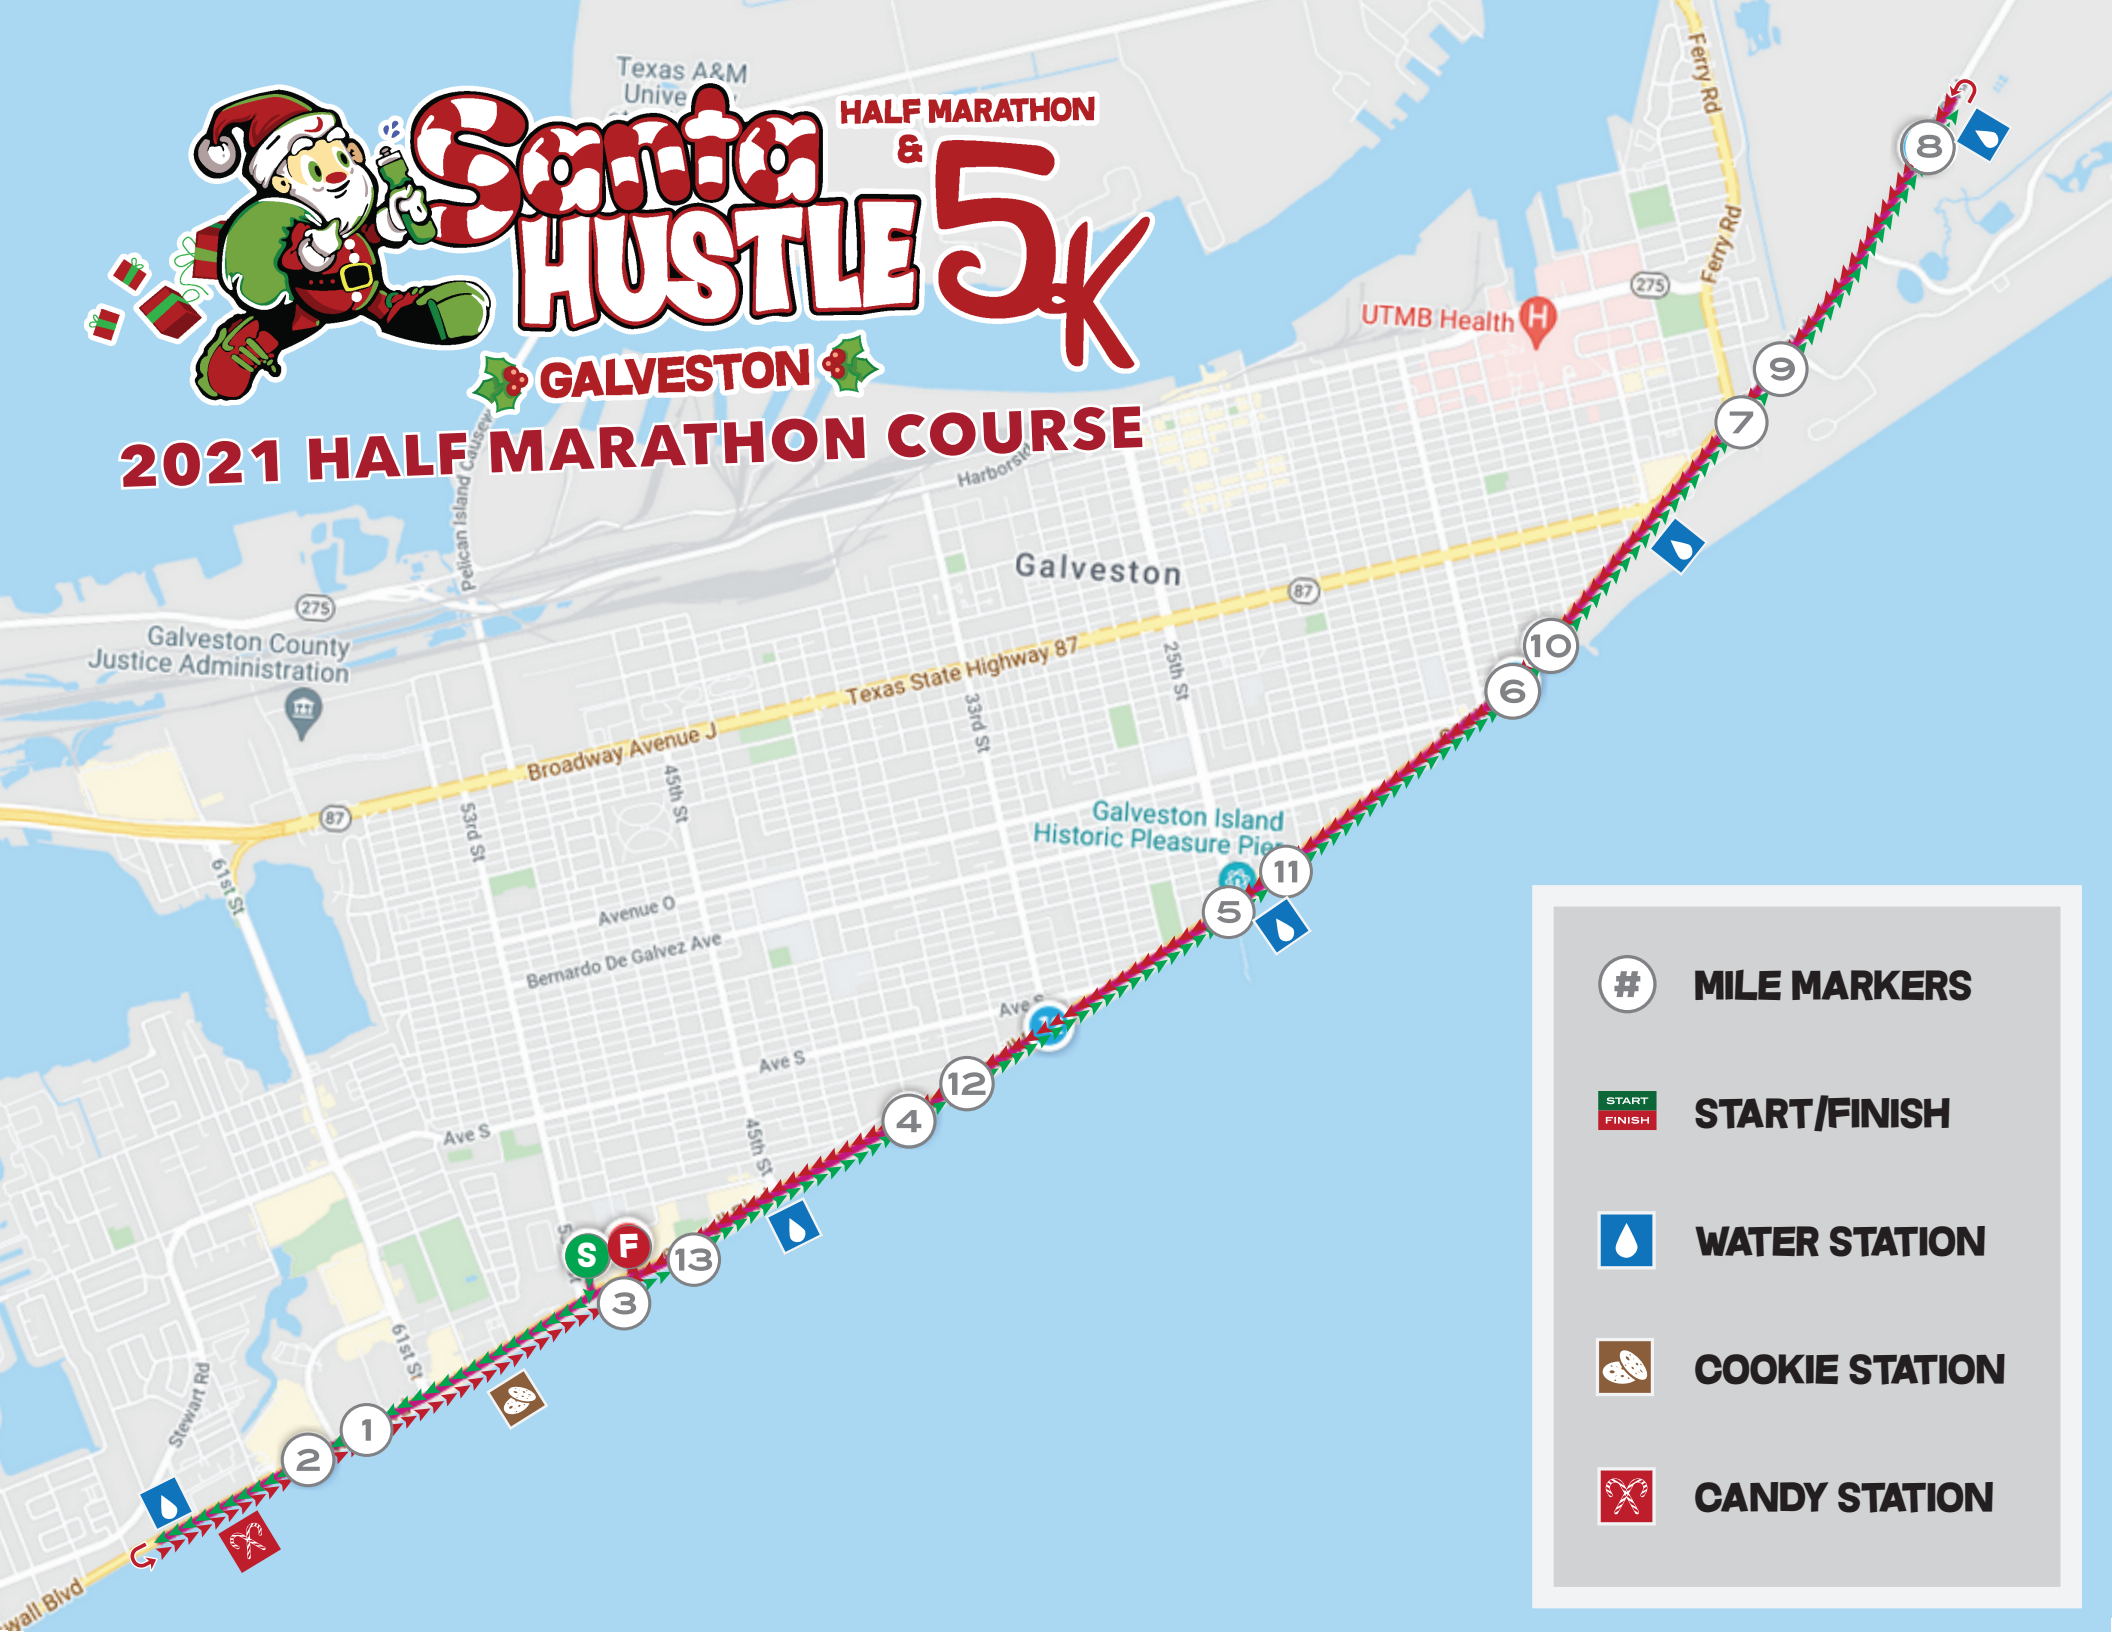 Texas A&M
Santa
HUSTLE
HALF MARATHON
&
5K
GALVESTON
2021 HALF MARATHON COURSE
Ferry Rd
Ferry Rd
8
275
UTMB Health
H
9
7
Pelican Island Causeway
Galveston
87
275
Galveston County
Justice Administration
10
6
25th St
Texas State Highway 87
33rd St
Broadway Avenue J
45th St
87
53rd St
61st St
Galveston Island
Historic Pleasure Pier
11
5
Avenue O
Bernardo De Galvez Ave
Ave S
12
4
Ave S
Ave S
45th St
S
F
13
3
61st St
1
2
Stewart Rd
#
MILE MARKERS
START
FINISH
START/FINISH
WATER STATION
COOKIE STATION
CANDY STATION
Blvd